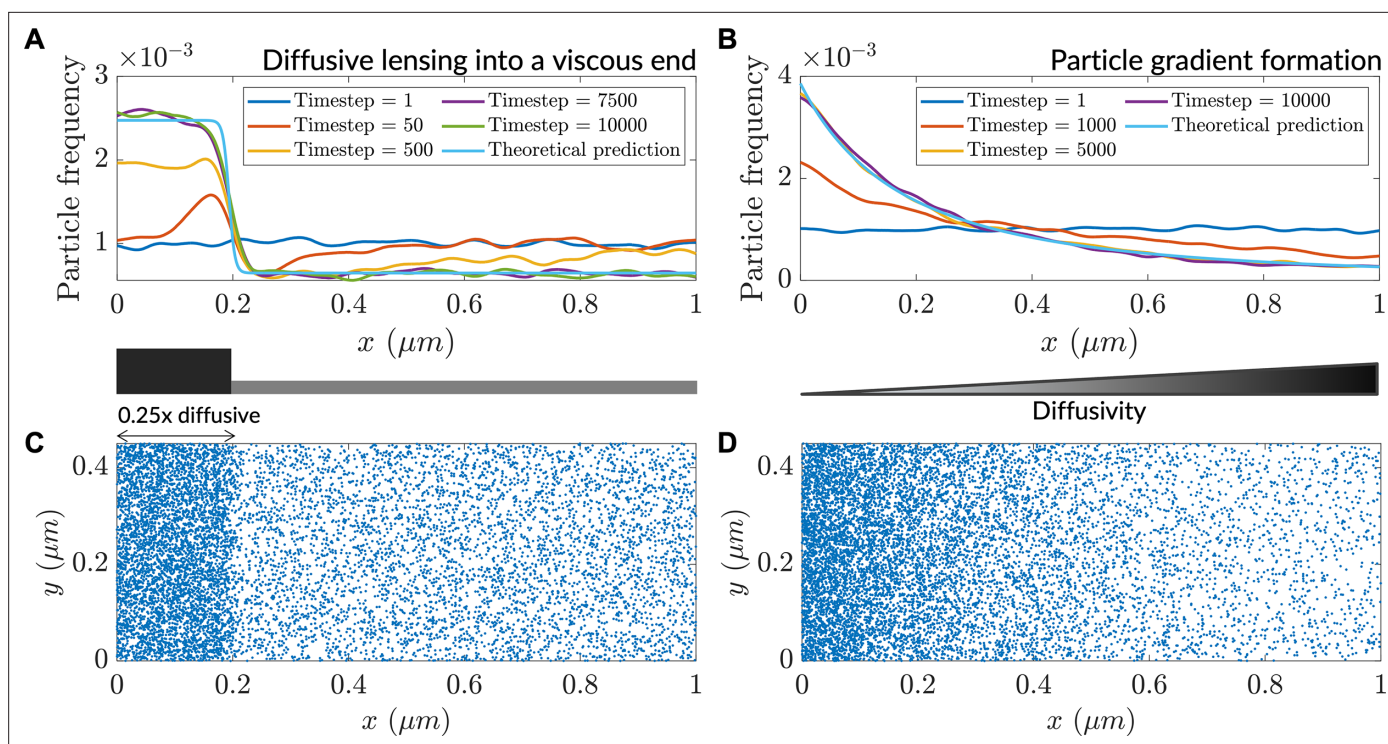 A
Diffusive lensing into a viscous end
×10⁻³
3
2
1
Particle frequency
Timestep = 1
Timestep = 50
Timestep = 500
Timestep = 7500
Timestep = 10000
Theoretical prediction
0 0.2 0.4 0.6 0.8 1
x (μm)
B
Particle gradient formation
×10⁻³
4
2
0
Particle frequency
Timestep = 1
Timestep = 1000
Timestep = 5000
Timestep = 10000
Theoretical prediction
0 0.2 0.4 0.6 0.8 1
x (μm)
0.25x diffusive
Diffusivity
C
0.4
0.2
0
y (μm)
0 0.2 0.4 0.6 0.8 1
x (μm)
D
0.4
0.2
0
y (μm)
0 0.2 0.4 0.6 0.8 1
x (μm)